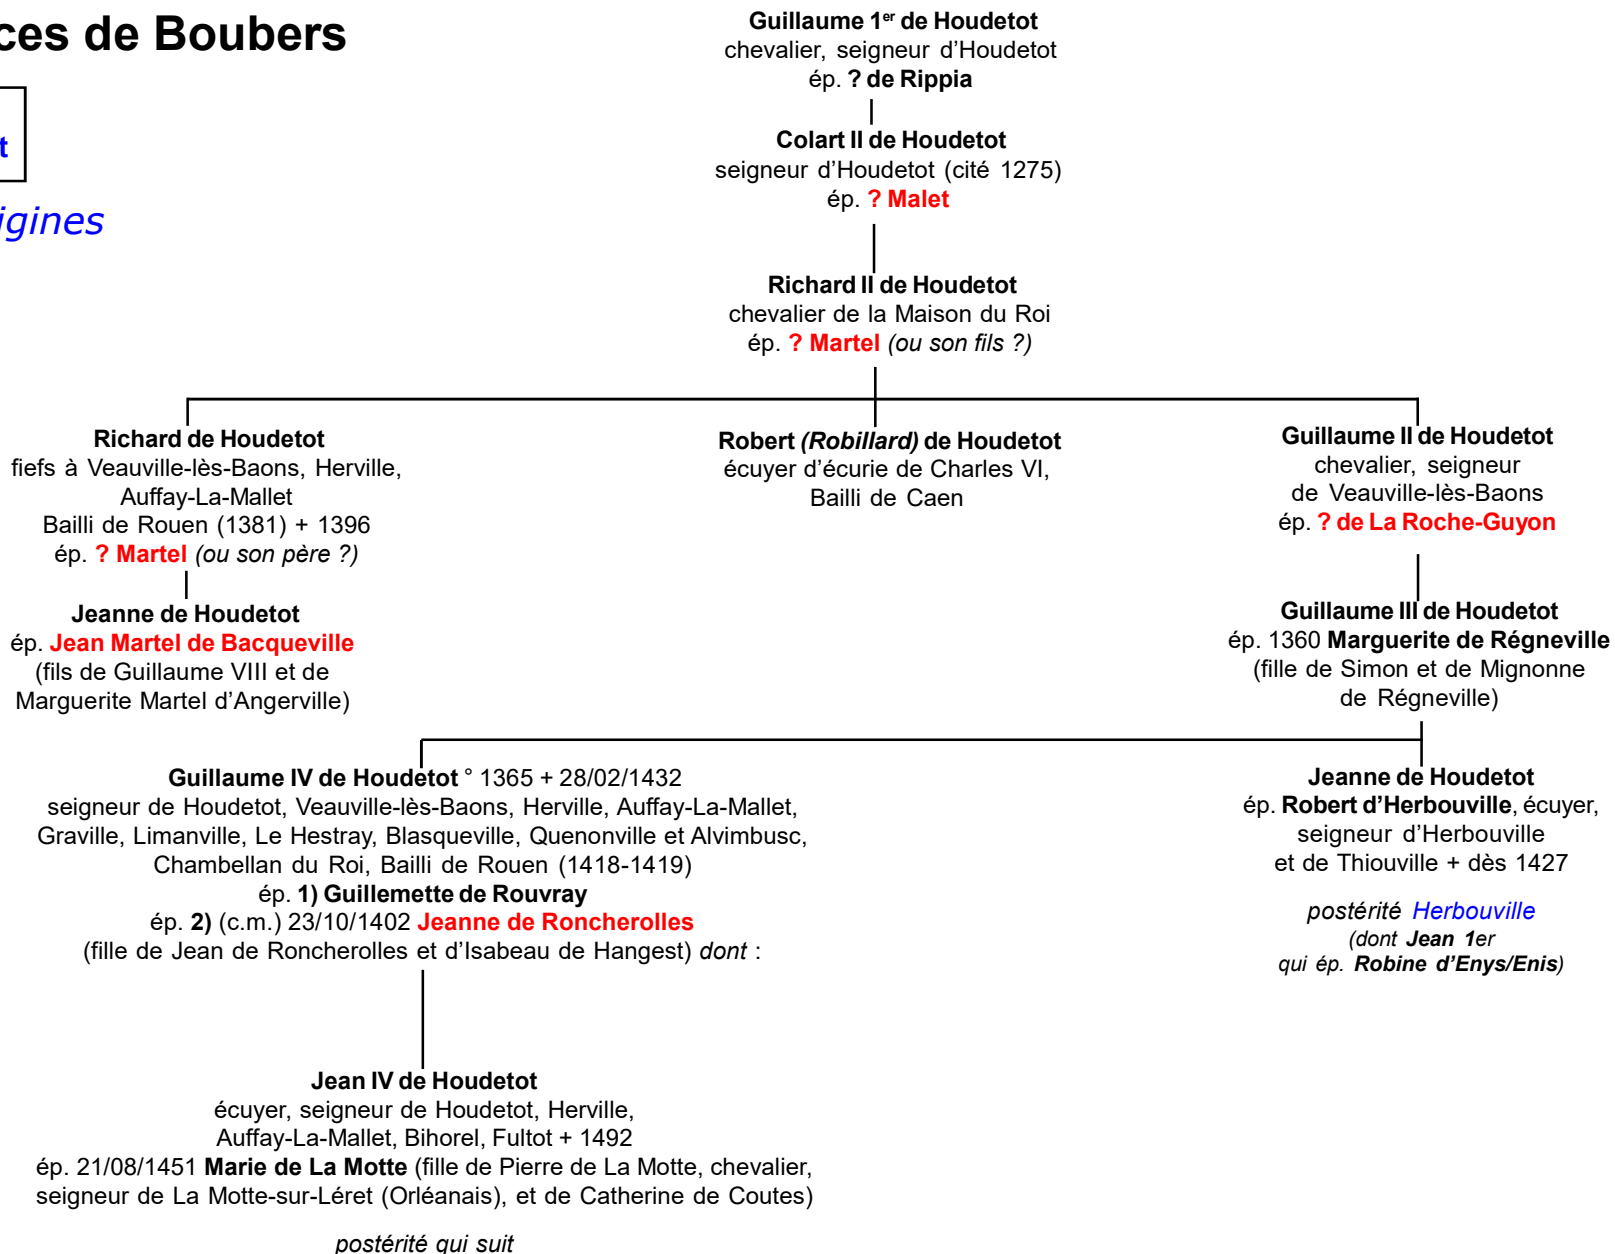 ces de Boubers
t
igines
Guillaume 1er de Houdetot
chevalier, seigneur d'Houdetot
ép. ? de Rippia
Colart II de Houdetot
seigneur d'Houdetot (cité 1275)
ép. ? Malet
Richard II de Houdetot
chevalier de la Maison du Roi
ép. ? Martel (ou son fils ?)
Richard de Houdetot
fiefs à Veauville-lès-Baons, Herville,
Auffay-La-Mallet
Bailli de Rouen (1381) + 1396
ép. ? Martel (ou son père ?)
Robert (Robillard) de Houdetot
écuyer d'écurie de Charles VI,
Bailli de Caen
Guillaume II de Houdetot
chevalier, seigneur
de Veauville-lès-Baons
ép. ? de La Roche-Guyon
Jeanne de Houdetot
ép. Jean Martel de Bacqueville
(fils de Guillaume VIII et de
Marguerite Martel d'Angerville)
Guillaume III de Houdetot
ép. 1360 Marguerite de Régneville
(fille de Simon et de Mignonne
de Régneville)
Guillaume IV de Houdetot ° 1365 + 28/02/1432
seigneur de Houdetot, Veauville-lès-Baons, Herville, Auffay-La-Mallet,
Graville, Limanville, Le Hestray, Blasqueville, Quenonville et Alvimbusc,
Chambellan du Roi, Bailli de Rouen (1418-1419)
ép. 1) Guillemette de Rouvray
ép. 2) (c.m.) 23/10/1402 Jeanne de Roncherolles
(fille de Jean de Roncherolles et d'Isabeau de Hangest) dont :
Jeanne de Houdetot
ép. Robert d'Herbouville, écuyer,
seigneur d'Herbouville
et de Thiouville + dès 1427
postérité Herbouville
(dont Jean 1er
qui ép. Robine d'Enys/Enis)
Jean IV de Houdetot
écuyer, seigneur de Houdetot, Herville,
Auffay-La-Mallet, Bihorel, Fultot + 1492
ép. 21/08/1451 Marie de La Motte (fille de Pierre de La Motte, chevalier,
seigneur de La Motte-sur-Léret (Orléanais), et de Catherine de Coutes)
postérité qui suit